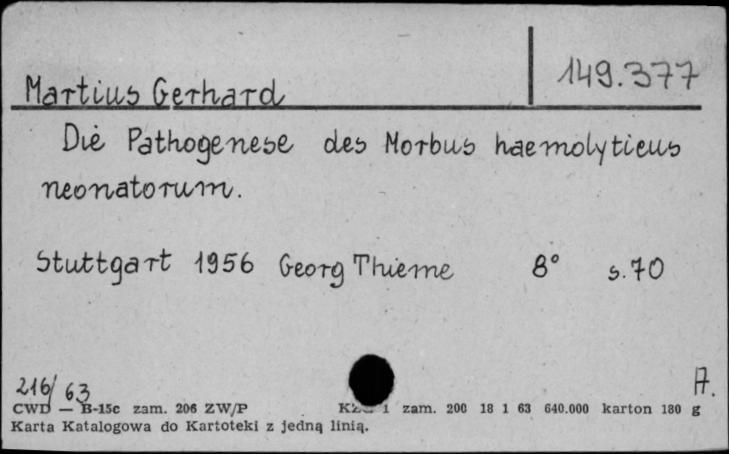 149.377
Martius Gerhard
Die Pathogenese des Morbus haemolyticus
neonatorum.
Stuttgart 1956 Georg Thieme 8° s.70
216/63 A.
CWD — B-15c zam. 206 ZW/P 1 zam. 200 18 1 63 640.000 karton 180 g
Karta Katalogowa do Kartoteki z jedną linią.